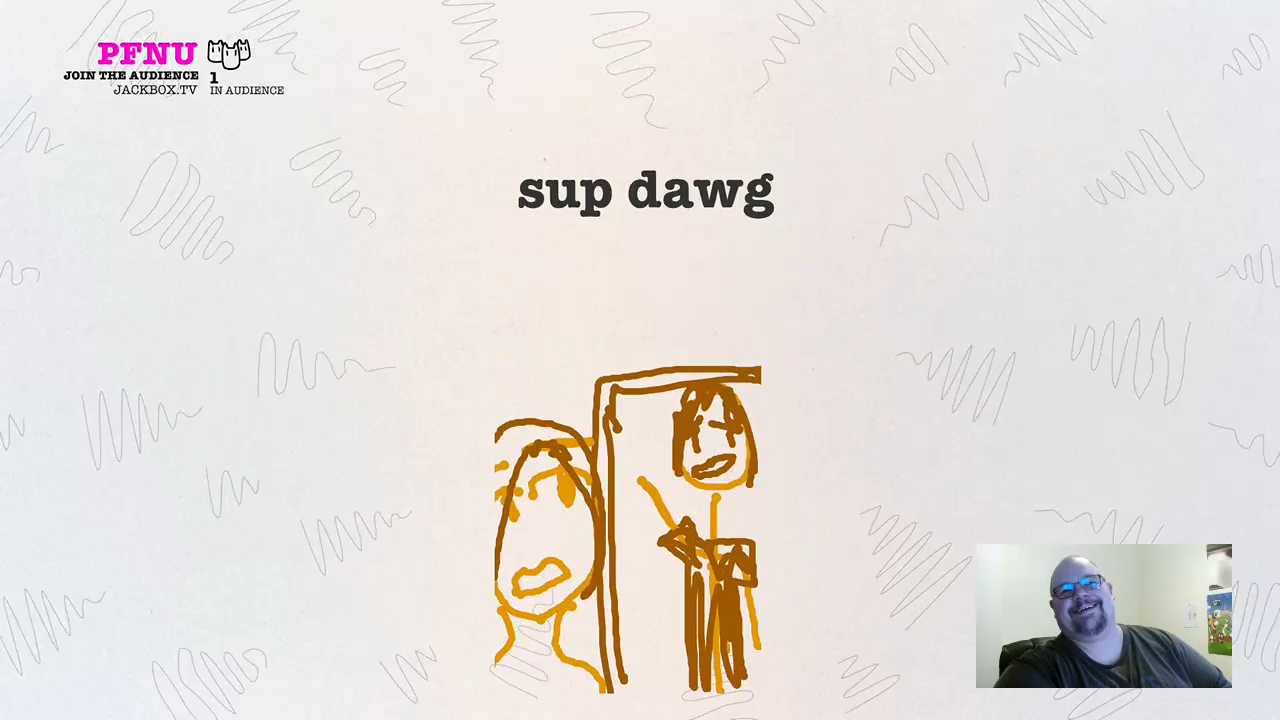 PFNU
JOIN THE AUDIENCE
JACKBOX.TV
1
IN AUDIENCE
sup dawg